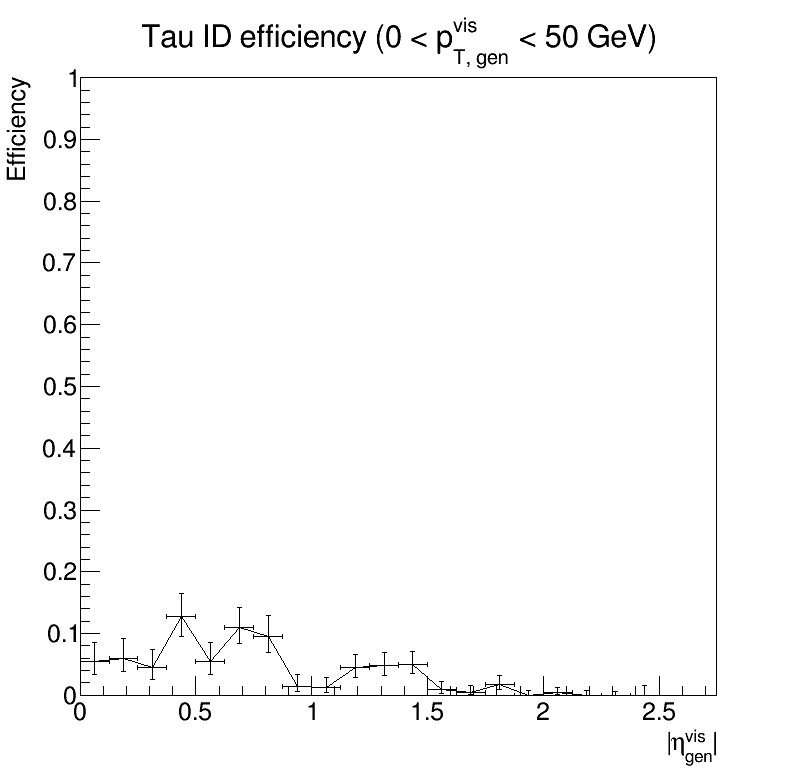 Tau ID efficiency (0 < p^vis_T, gen < 50 GeV)
Efficiency
1
0.9
0.8
0.7
0.6
0.5
0.4
0.3
0.2
0.1
0
0 0.5 1 1.5 2 2.5
|η^vis_gen|